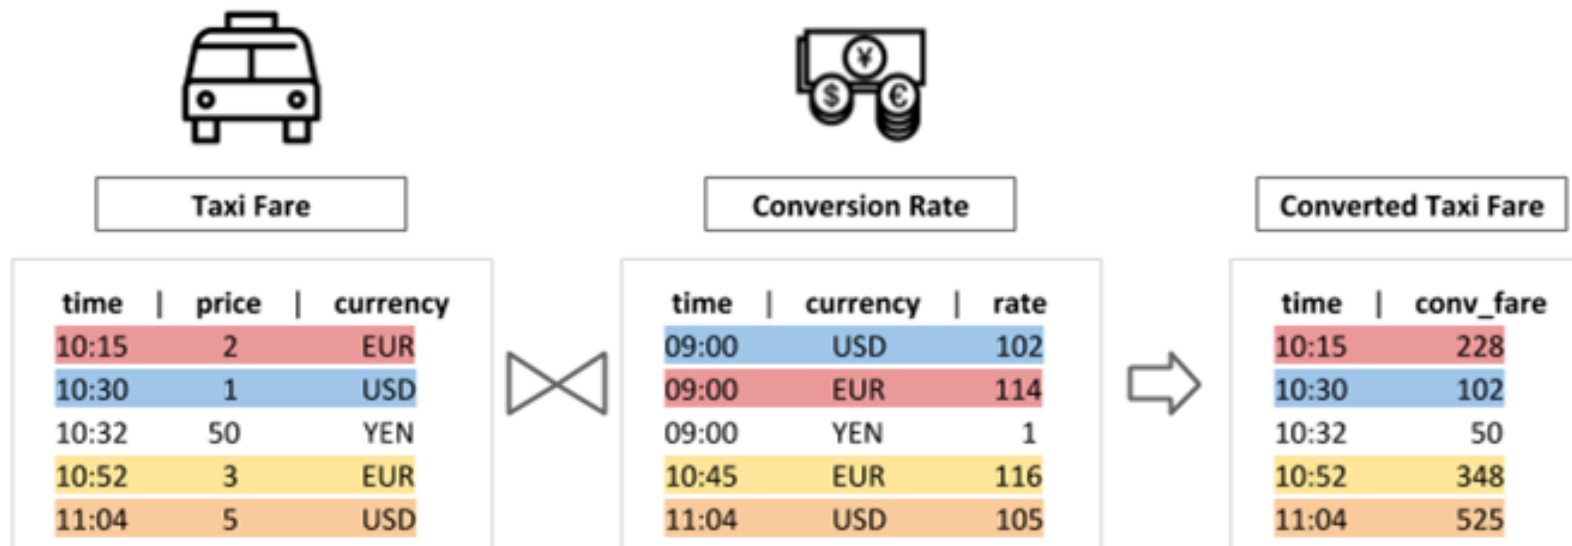 ¥
$ €
Taxi Fare
time | price | currency
10:15 2 EUR
10:30 1 USD
10:32 50 YEN
10:52 3 EUR
11:04 5 USD
Conversion Rate
time | currency | rate
09:00 USD 102
09:00 EUR 114
09:00 YEN 1
10:45 EUR 116
11:04 USD 105
Converted Taxi Fare
time | conv_fare
10:15 228
10:30 102
10:32 50
10:52 348
11:04 525